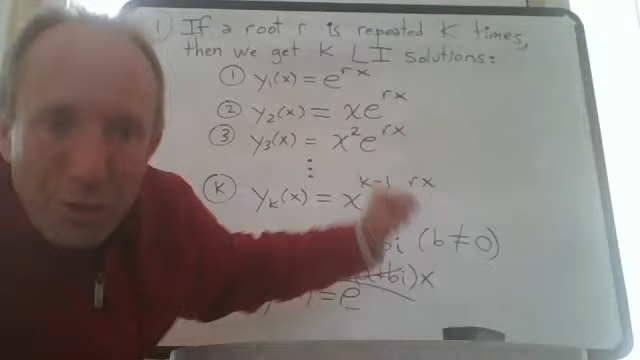 ① If a root r is repeated K times,
then we get K LI solutions:
① y₁(x) = e^{rx}
② y₂(x) = xe^{rx}
③ y₃(x) = x²e^{rx}
⋮
Ⓚ yₖ(x) = x^{k-1} rx
bi (b≠0)
bi)x
= e